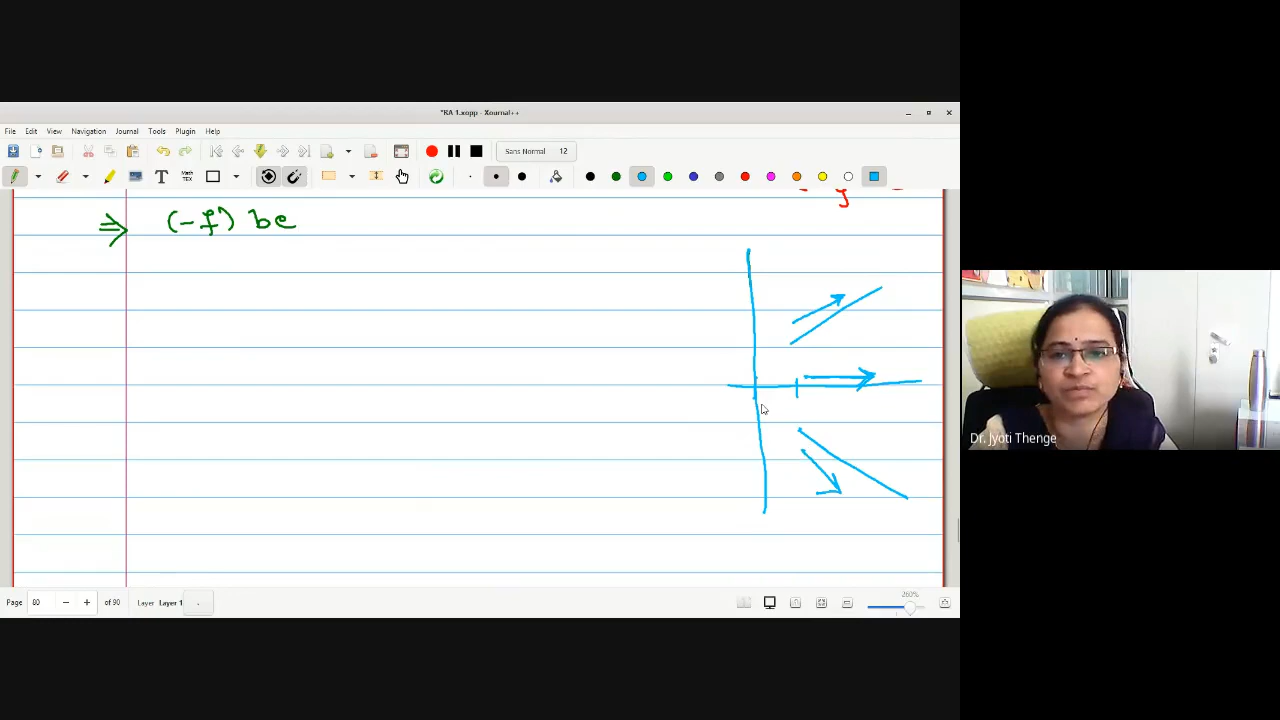 *RA 1.xopp - Xournal++
File Edit View Navigation Journal Tools Plugin Help
Sans Normal 12
⇒ (-f) be
Dr. Jyoti Thenge
Page 80 - + of 90 Layer Layer 1 260%